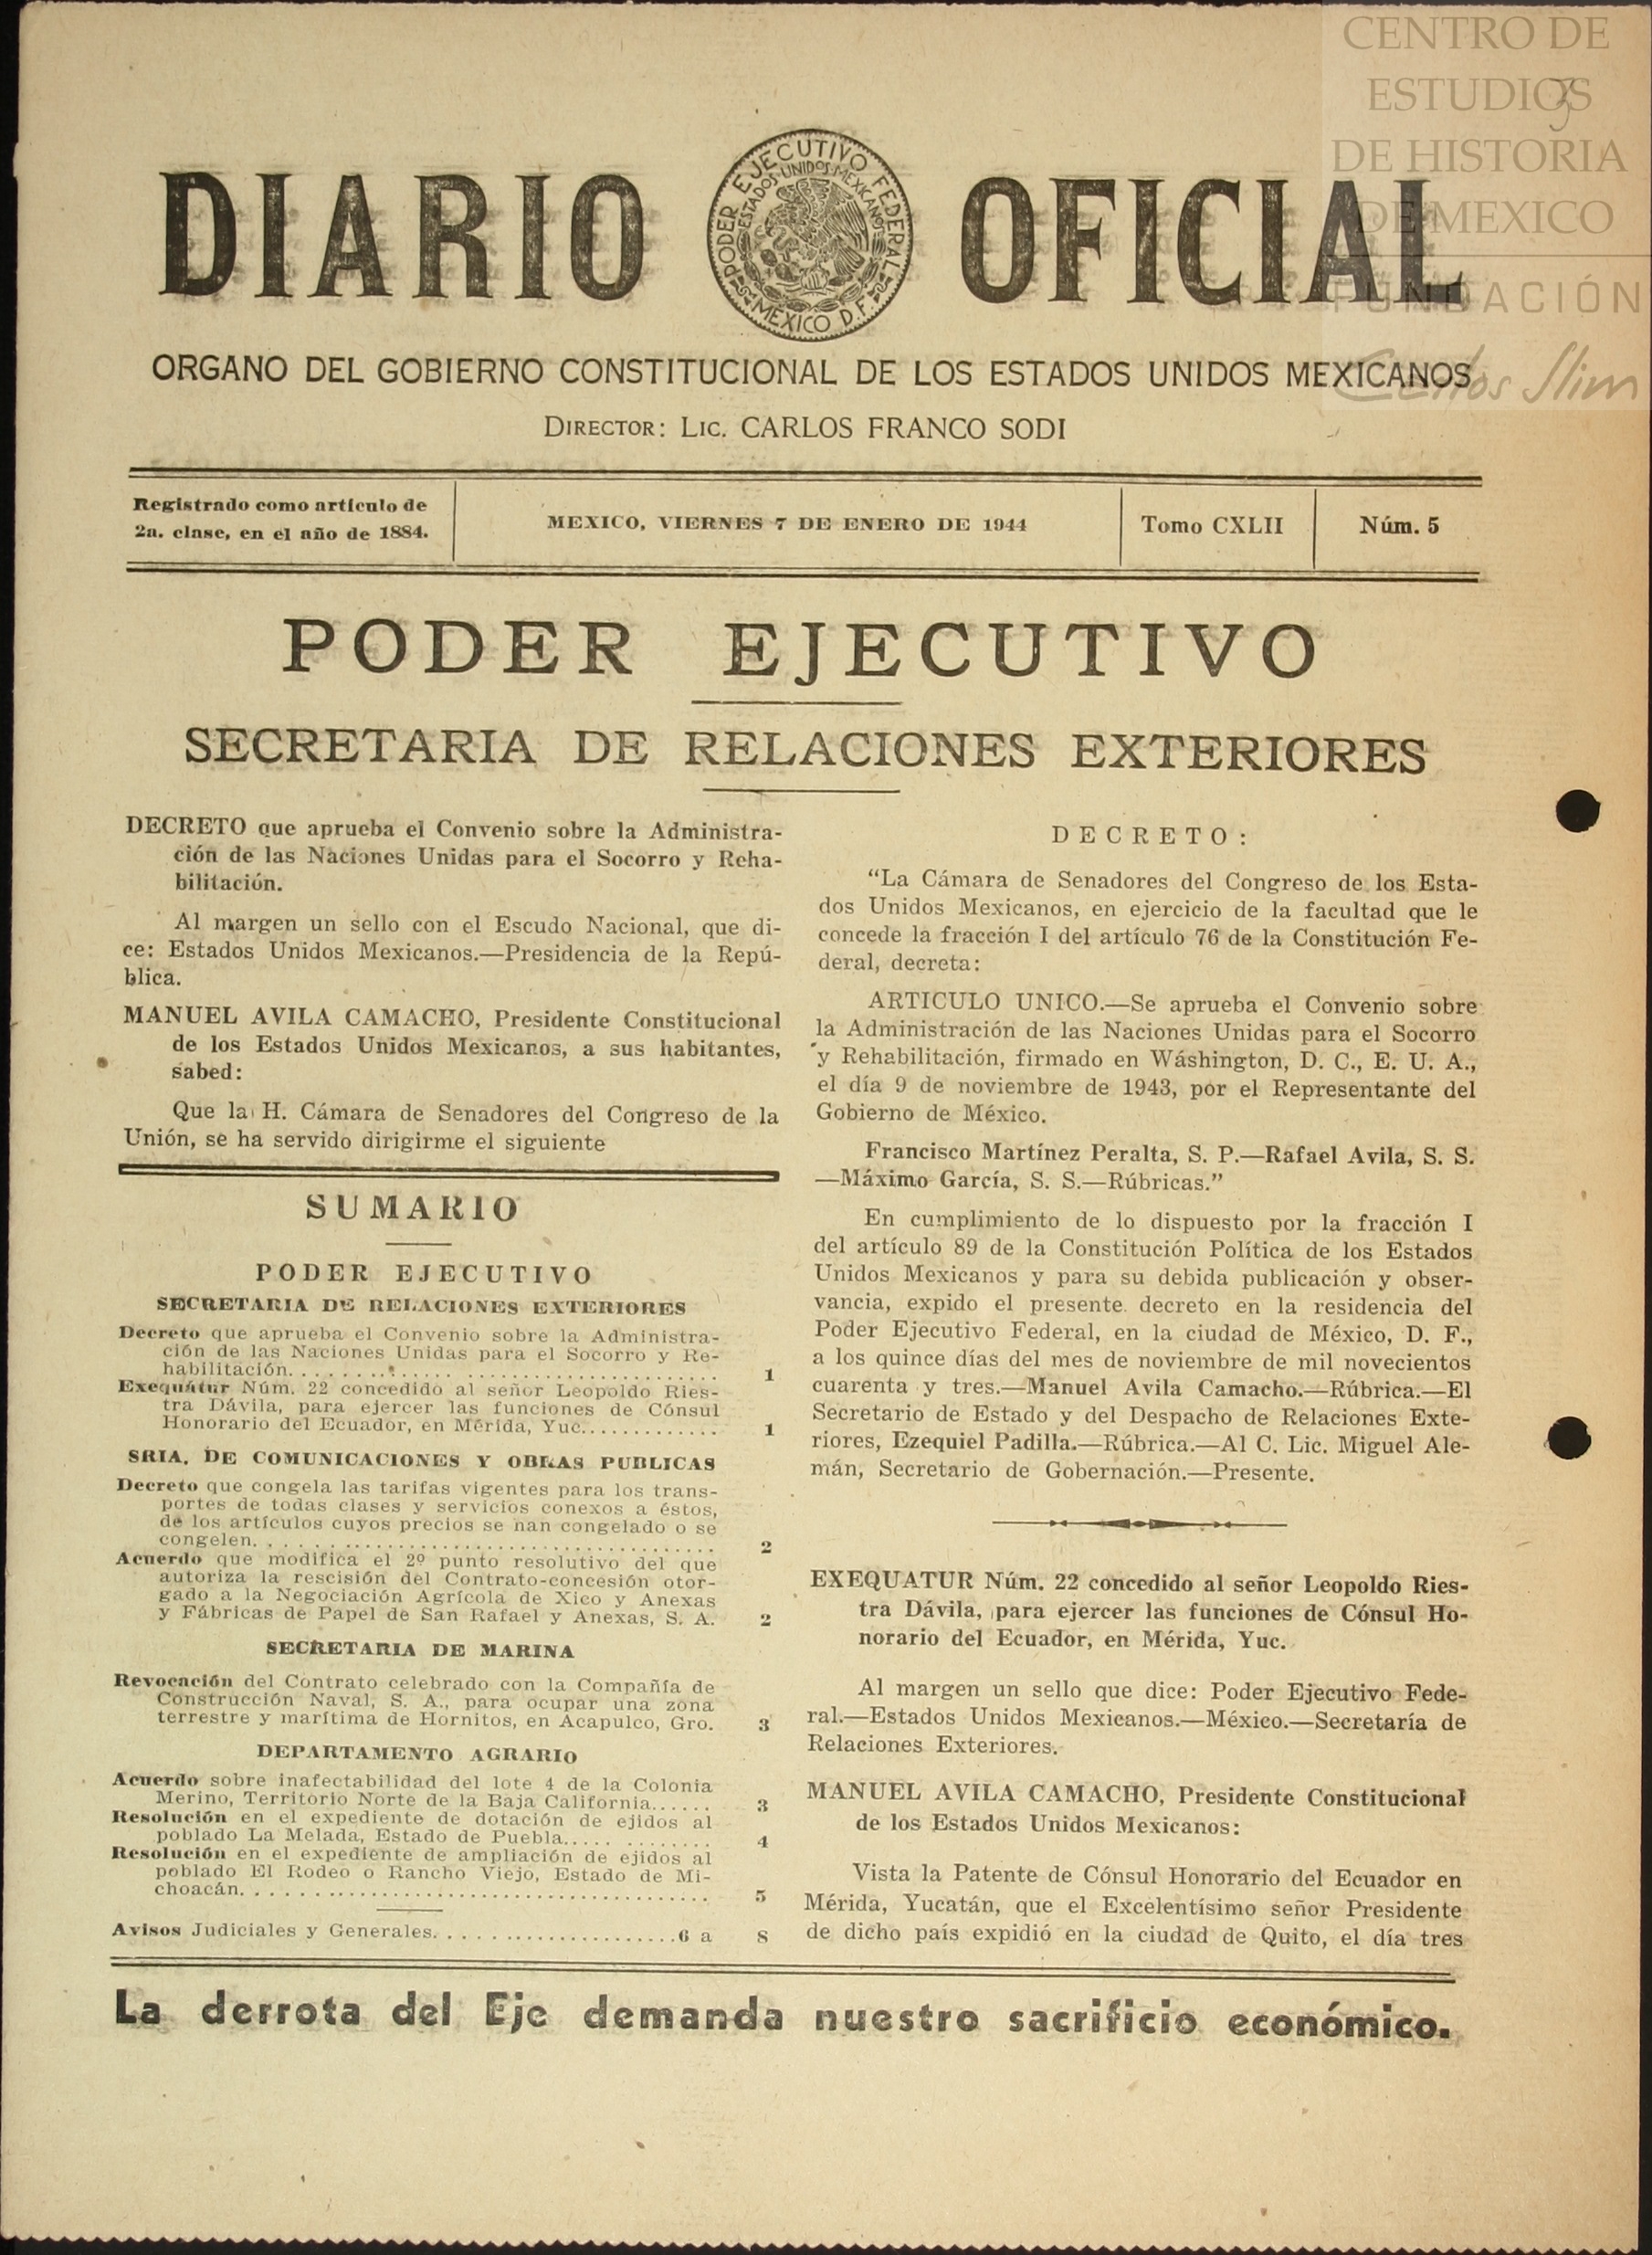 CENTRO DE
ESTUDIOS
DE HISTORIA
DE MEXICO
FUNDACIÓN
Carlos Slim
3
DIARIO OFICIAL
PODER EJECUTIVO FEDERAL
ESTADOS UNIDOS MEXICANOS
MEXICO D.F.
ORGANO DEL GOBIERNO CONSTITUCIONAL DE LOS ESTADOS UNIDOS MEXICANOS
DIRECTOR: LIC. CARLOS FRANCO SODI
Registrado como artículo de
2a. clase, en el año de 1884.
MEXICO, VIERNES 7 DE ENERO DE 1944
Tomo CXLII
Núm. 5
PODER EJECUTIVO
SECRETARIA DE RELACIONES EXTERIORES
DECRETO que aprueba el Convenio sobre la Administra-
ción de las Naciones Unidas para el Socorro y Reha-
bilitación.
Al margen un sello con el Escudo Nacional, que di-
ce: Estados Unidos Mexicanos.—Presidencia de la Repú-
blica.
MANUEL AVILA CAMACHO, Presidente Constitucional
de los Estados Unidos Mexicanos, a sus habitantes,
sabed:
Que la H. Cámara de Senadores del Congreso de la
Unión, se ha servido dirigirme el siguiente
SUMARIO
PODER EJECUTIVO
SECRETARIA DE RELACIONES EXTERIORES
Decreto que aprueba el Convenio sobre la Administra-
ción de las Naciones Unidas para el Socorro y Re-
habilitación. . . . . . . . . . . . . . . . . . . . . . . . . . . . . . . . 1
Exequátur Núm. 22 concedido al señor Leopoldo Ries-
tra Dávila, para ejercer las funciones de Cónsul
Honorario del Ecuador, en Mérida, Yuc. . . . . . . . . . . . . 1
SRIA. DE COMUNICACIONES Y OBRAS PUBLICAS
Decreto que congela las tarifas vigentes para los trans-
portes de todas clases y servicios conexos a éstos,
de los artículos cuyos precios se han congelado o se
congelen. . . . . . . . . . . . . . . . . . . . . . . . . . . . . . . . . . 2
Acuerdo que modifica el 2º punto resolutivo del que
autoriza la rescisión del Contrato-concesión otor-
gado a la Negociación Agrícola de Xico y Anexas
y Fábricas de Papel de San Rafael y Anexas, S. A. 2
SECRETARIA DE MARINA
Revocación del Contrato celebrado con la Compañía de
Construcción Naval, S. A., para ocupar una zona
terrestre y marítima de Hornitos, en Acapulco, Gro. 3
DEPARTAMENTO AGRARIO
Acuerdo sobre inafectabilidad del lote 4 de la Colonia
Merino, Territorio Norte de la Baja California...... 3
Resolución en el expediente de dotación de ejidos al
poblado La Melada, Estado de Puebla..... ........ 4
Resolución en el expediente de ampliación de ejidos al
poblado El Rodeo o Rancho Viejo, Estado de Mi-
choacán. . . . . . . . . . . . . . . . . . . . . . . . . . . . . . . . . . . 5
Avisos Judiciales y Generales. . . . . . . . . . . . . . . . . . . . .6 a 8
DECRETO:
“La Cámara de Senadores del Congreso de los Esta-
dos Unidos Mexicanos, en ejercicio de la facultad que le
concede la fracción I del artículo 76 de la Constitución Fe-
deral, decreta:
ARTICULO UNICO.—Se aprueba el Convenio sobre
la Administración de las Naciones Unidas para el Socorro
y Rehabilitación, firmado en Wáshington, D. C., E. U. A.,
el día 9 de noviembre de 1943, por el Representante del
Gobierno de México.
Francisco Martínez Peralta, S. P.—Rafael Avila, S. S.
—Máximo García, S. S.—Rúbricas.”
En cumplimiento de lo dispuesto por la fracción I
del artículo 89 de la Constitución Política de los Estados
Unidos Mexicanos y para su debida publicación y obser-
vancia, expido el presente decreto en la residencia del
Poder Ejecutivo Federal, en la ciudad de México, D. F.,
a los quince días del mes de noviembre de mil novecientos
cuarenta y tres.—Manuel Avila Camacho.—Rúbrica.—El
Secretario de Estado y del Despacho de Relaciones Exte-
riores, Ezequiel Padilla.—Rúbrica.—Al C. Lic. Miguel Ale-
mán, Secretario de Gobernación.—Presente.
EXEQUATUR Núm. 22 concedido al señor Leopoldo Ries-
tra Dávila, para ejercer las funciones de Cónsul Ho-
norario del Ecuador, en Mérida, Yuc.
Al margen un sello que dice: Poder Ejecutivo Fede-
ral.—Estados Unidos Mexicanos.—México.—Secretaría de
Relaciones Exteriores.
MANUEL AVILA CAMACHO, Presidente Constitucional
de los Estados Unidos Mexicanos:
Vista la Patente de Cónsul Honorario del Ecuador en
Mérida, Yucatán, que el Excelentísimo señor Presidente
de dicho país expidió en la ciudad de Quito, el día tres
La derrota del Eje demanda nuestro sacrificio económico.